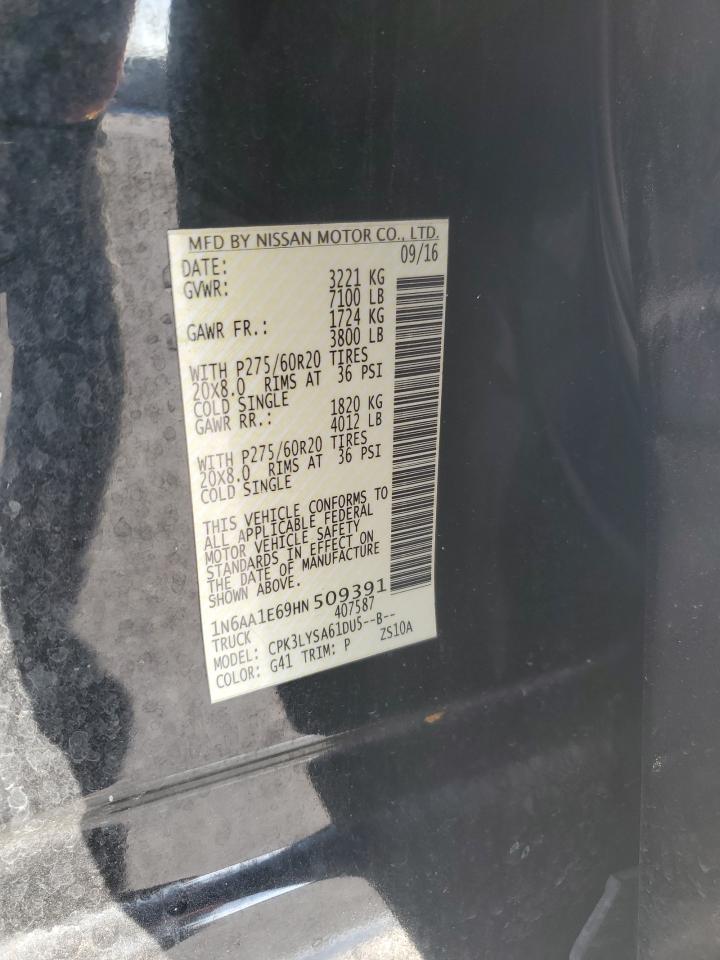 MFD BY NISSAN MOTOR CO., LTD.
DATE: 09/16
GVWR: 3221 KG
7100 LB
GAWR FR.: 1724 KG
3800 LB
WITH P275/60R20 TIRES
20X8.0 RIMS AT 36 PSI
COLD SINGLE
GAWR RR.: 1820 KG
4012 LB
WITH P275/60R20 TIRES
20X8.0 RIMS AT 36 PSI
COLD SINGLE
THIS VEHICLE CONFORMS TO
ALL APPLICABLE FEDERAL
MOTOR VEHICLE SAFETY
STANDARDS IN EFFECT ON
THE DATE OF MANUFACTURE
SHOWN ABOVE.
1N6AA1E69HN509391
TRUCK 407587
MODEL: CPK3LYSA61DU5--B--
COLOR: G41 TRIM: P ZS10A